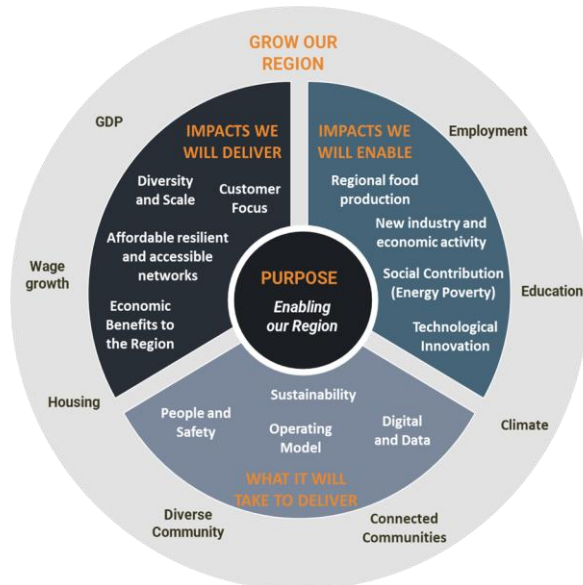 GROW OUR
REGION
GDP
Employment
Wage
growth
Education
Housing
Climate
Diverse
Community
Connected
Communities
IMPACTS WE
WILL DELIVER
Diversity
and Scale
Customer
Focus
Affordable resilient
and accessible
networks
Economic
Benefits to
the Region
IMPACTS WE
WILL ENABLE
Regional food
production
New industry and
economic activity
Social Contribution
(Energy Poverty)
Technological
Innovation
PURPOSE
Enabling
our Region
Sustainability
People and
Safety
Operating
Model
Digital
and Data
WHAT IT WILL
TAKE TO DELIVER